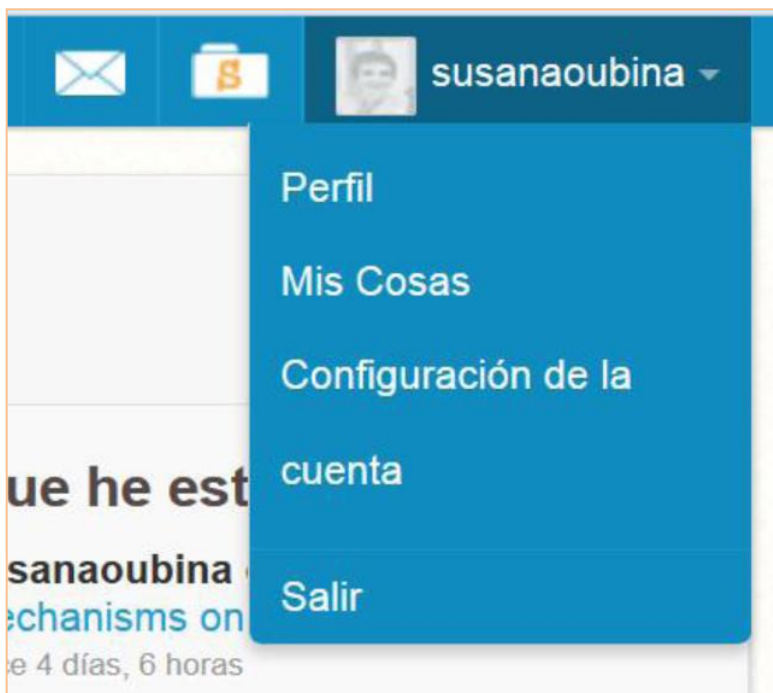 S
susanaoubina
Perfil
Mis Cosas
Configuración de la
cuenta
Salir
ue he est
sanaoubina
echanisms on
e 4 días, 6 horas